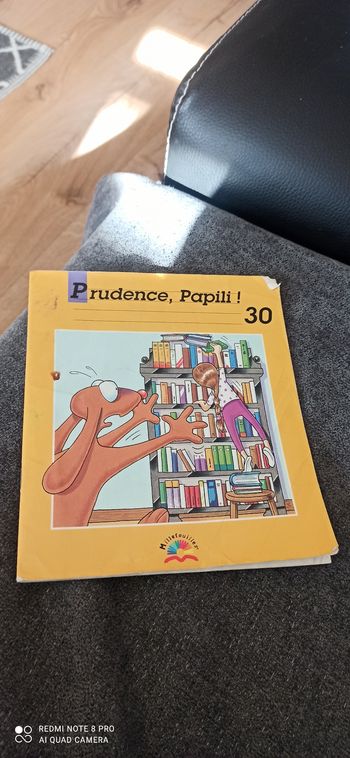 Prudence, Papili !
30
Millefeuilles
REDMI NOTE 8 PRO
AI QUAD CAMERA